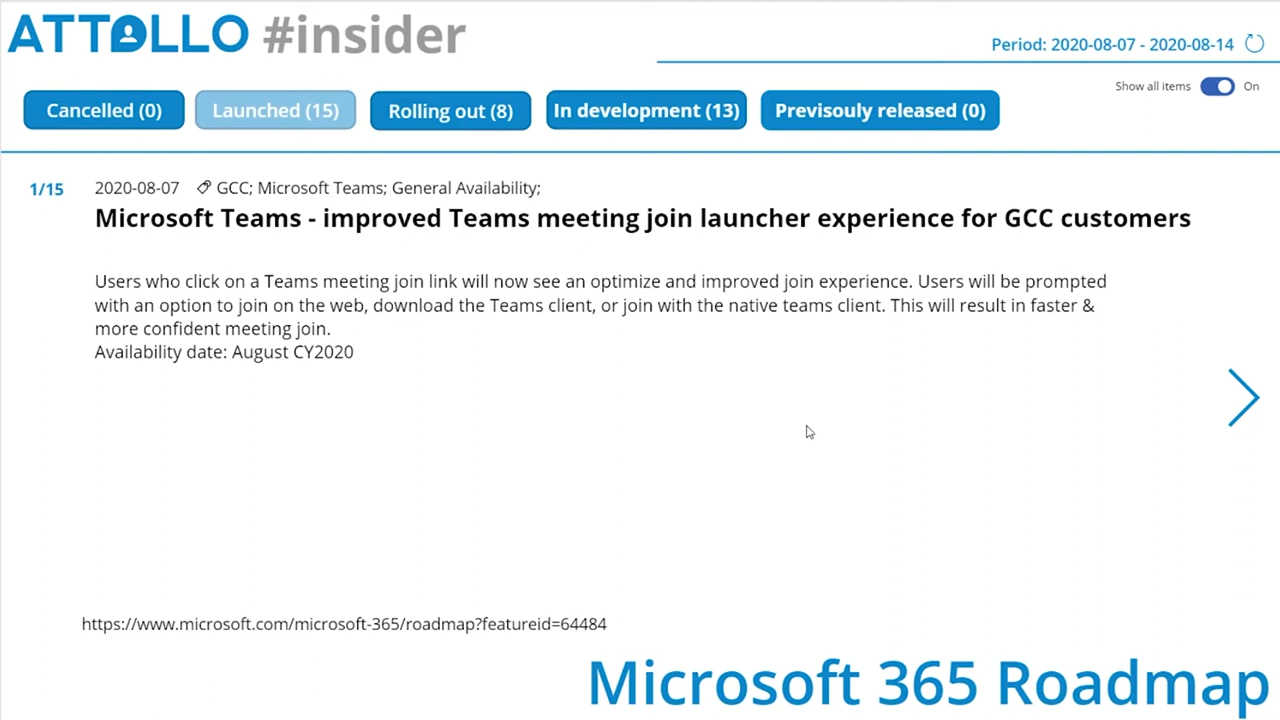 ATTOLLO #insider
Period: 2020-08-07 - 2020-08-14
Show all items On
Cancelled (0) Launched (15) Rolling out (8) In development (13) Previsouly released (0)
1/15 2020-08-07 GCC; Microsoft Teams; General Availability;
Microsoft Teams - improved Teams meeting join launcher experience for GCC customers
Users who click on a Teams meeting join link will now see an optimize and improved join experience. Users will be prompted
with an option to join on the web, download the Teams client, or join with the native teams client. This will result in faster &
more confident meeting join.
Availability date: August CY2020
https://www.microsoft.com/microsoft-365/roadmap?featureid=64484
Microsoft 365 Roadmap